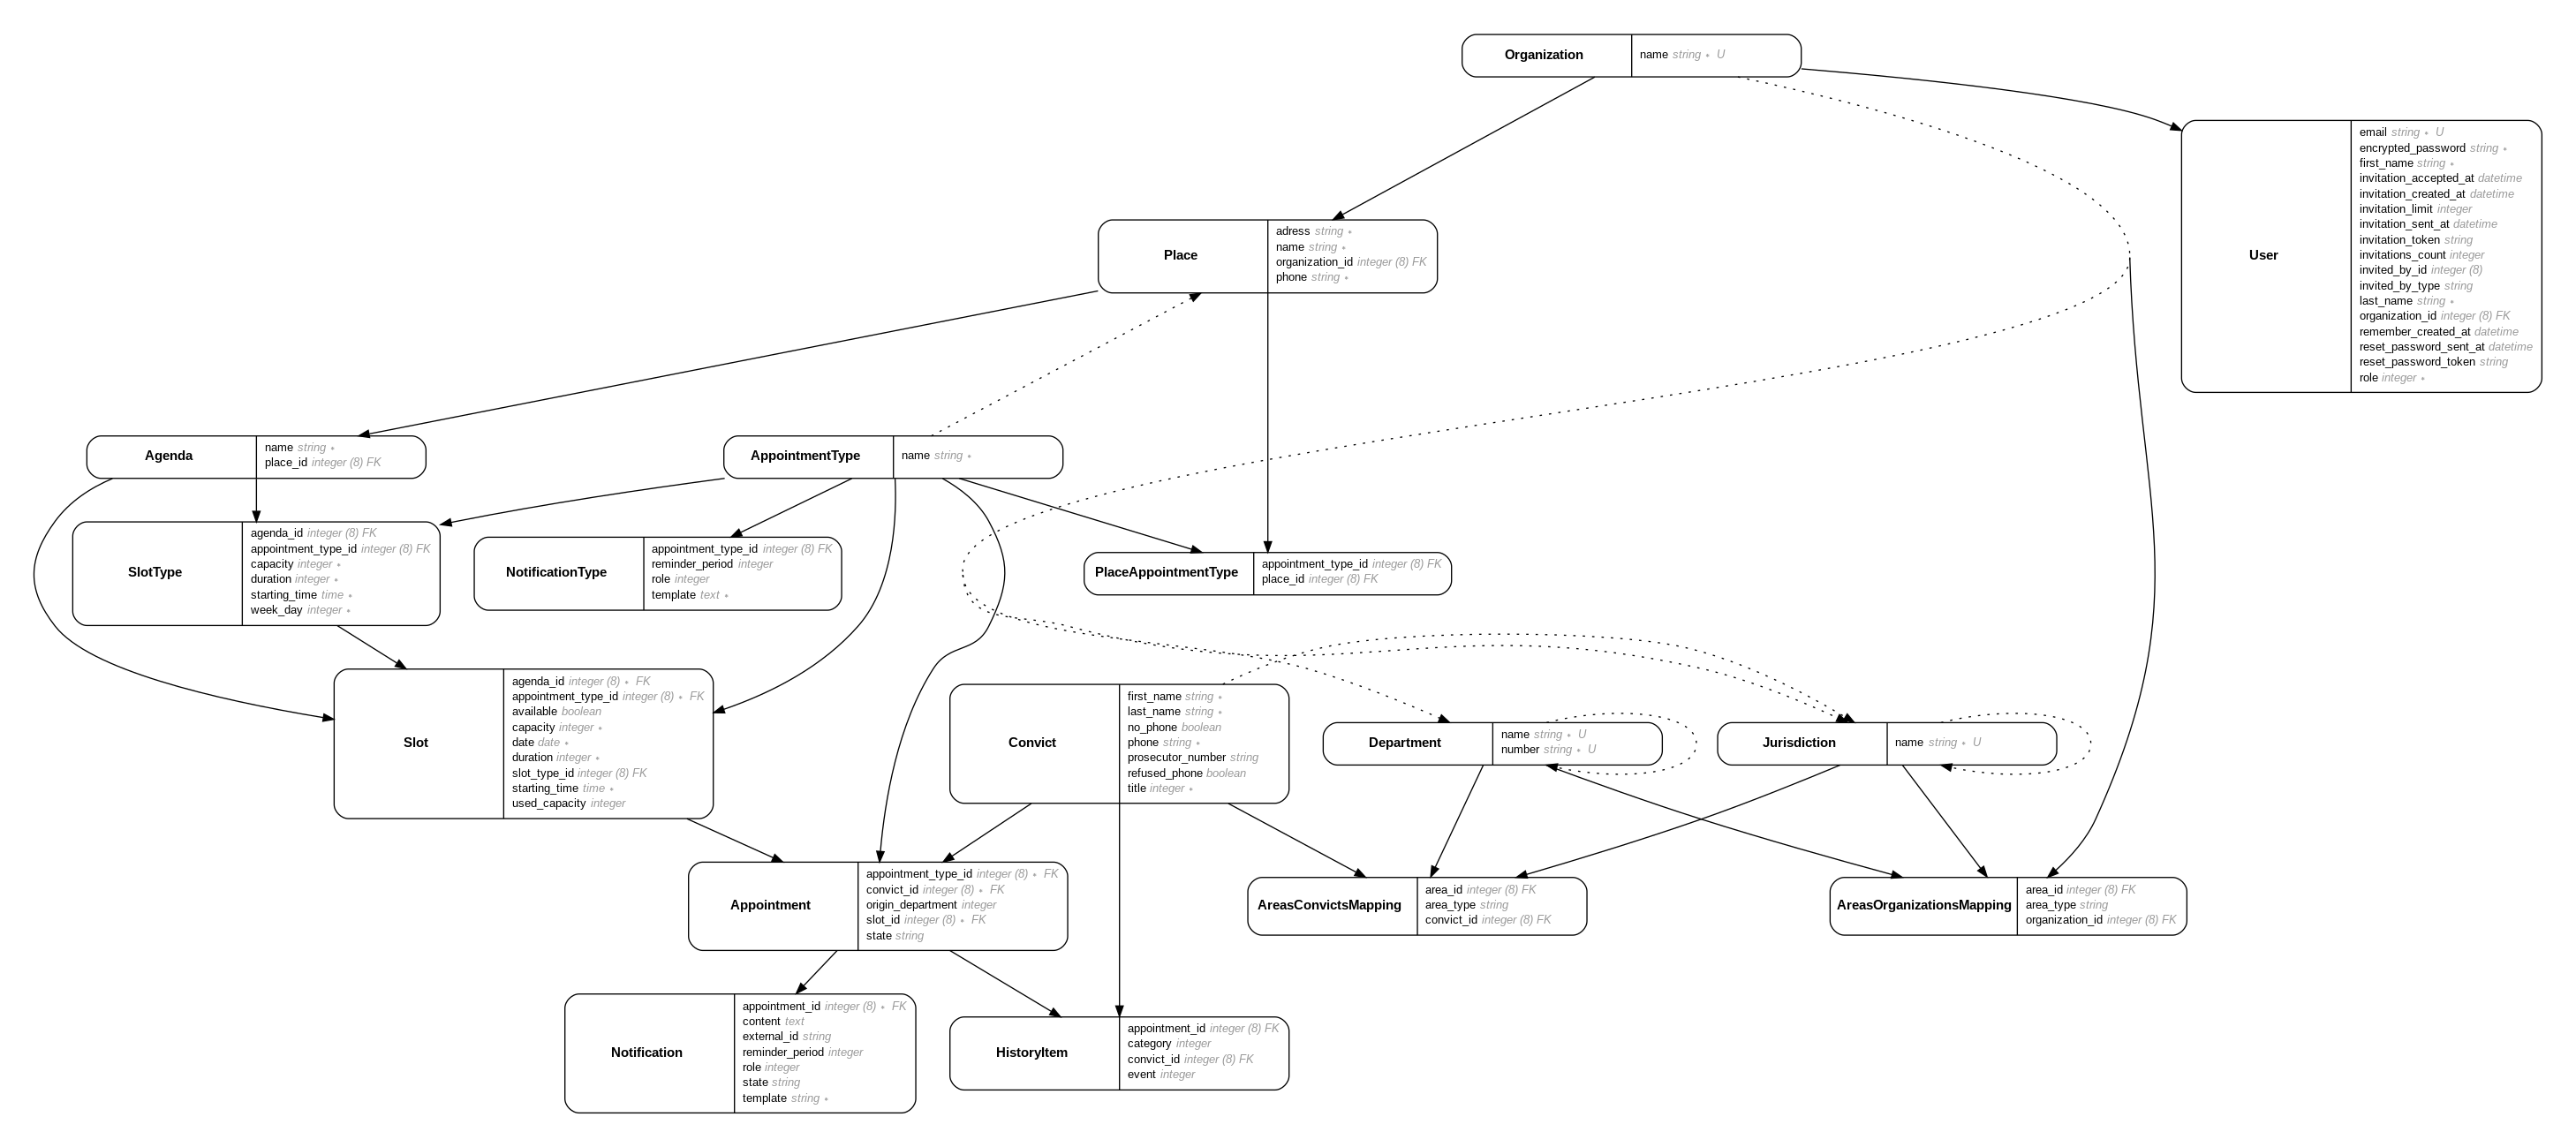 Organization
name string ∗ U
User
email string ∗ U
encrypted_password string ∗
first_name string ∗
invitation_accepted_at datetime
invitation_created_at datetime
invitation_limit integer
invitation_sent_at datetime
invitation_token string
invitations_count integer
invited_by_id integer (8)
invited_by_type string
last_name string ∗
organization_id integer (8) FK
remember_created_at datetime
reset_password_sent_at datetime
reset_password_token string
role integer ∗
Place
adress string ∗
name string ∗
organization_id integer (8) FK
phone string ∗
Agenda
name string ∗
place_id integer (8) FK
AppointmentType
name string ∗
SlotType
agenda_id integer (8) FK
appointment_type_id integer (8) FK
capacity integer ∗
duration integer ∗
starting_time time ∗
week_day integer ∗
NotificationType
appointment_type_id integer (8) FK
reminder_period integer
role integer
template text ∗
PlaceAppointmentType
appointment_type_id integer (8) FK
place_id integer (8) FK
Slot
agenda_id integer (8) ∗ FK
appointment_type_id integer (8) ∗ FK
available boolean
capacity integer ∗
date date ∗
duration integer ∗
slot_type_id integer (8) FK
starting_time time ∗
used_capacity integer
Convict
first_name string ∗
last_name string ∗
no_phone boolean
phone string ∗
prosecutor_number string
refused_phone boolean
title integer ∗
Department
name string ∗ U
number string ∗ U
Jurisdiction
name string ∗ U
Appointment
appointment_type_id integer (8) ∗ FK
convict_id integer (8) ∗ FK
origin_department integer
slot_id integer (8) ∗ FK
state string
AreasConvictsMapping
area_id integer (8) FK
area_type string
convict_id integer (8) FK
AreasOrganizationsMapping
area_id integer (8) FK
area_type string
organization_id integer (8) FK
Notification
appointment_id integer (8) ∗ FK
content text
external_id string
reminder_period integer
role integer
state string
template string ∗
HistoryItem
appointment_id integer (8) FK
category integer
convict_id integer (8) FK
event integer